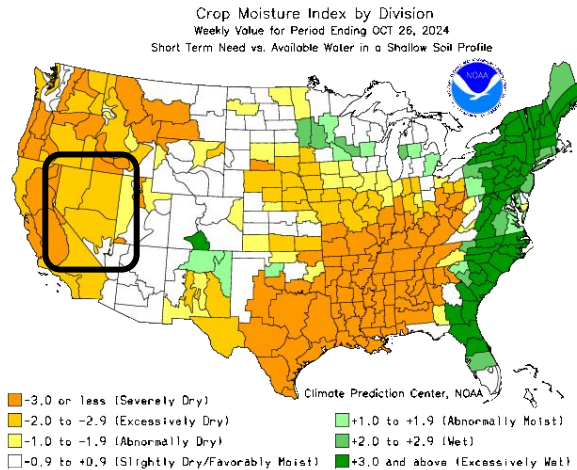 Crop Moisture Index by Division
Weekly Value for Period Ending OCT 26, 2024
Short Term Need vs. Available Water in a Shallow Soil Profile
NOAA
Climate Prediction Center, NOAA
-3.0 or less (Severely Dry)
-2.0 to -2.9 (Excessively Dry)
-1.0 to -1.9 (Abnormally Dry)
-0.9 to +0.9 (Slightly Dry/Favorably Moist)
+1.0 to +1.9 (Abnormally Moist)
+2.0 to +2.9 (Wet)
+3.0 and above (Excessively Wet)